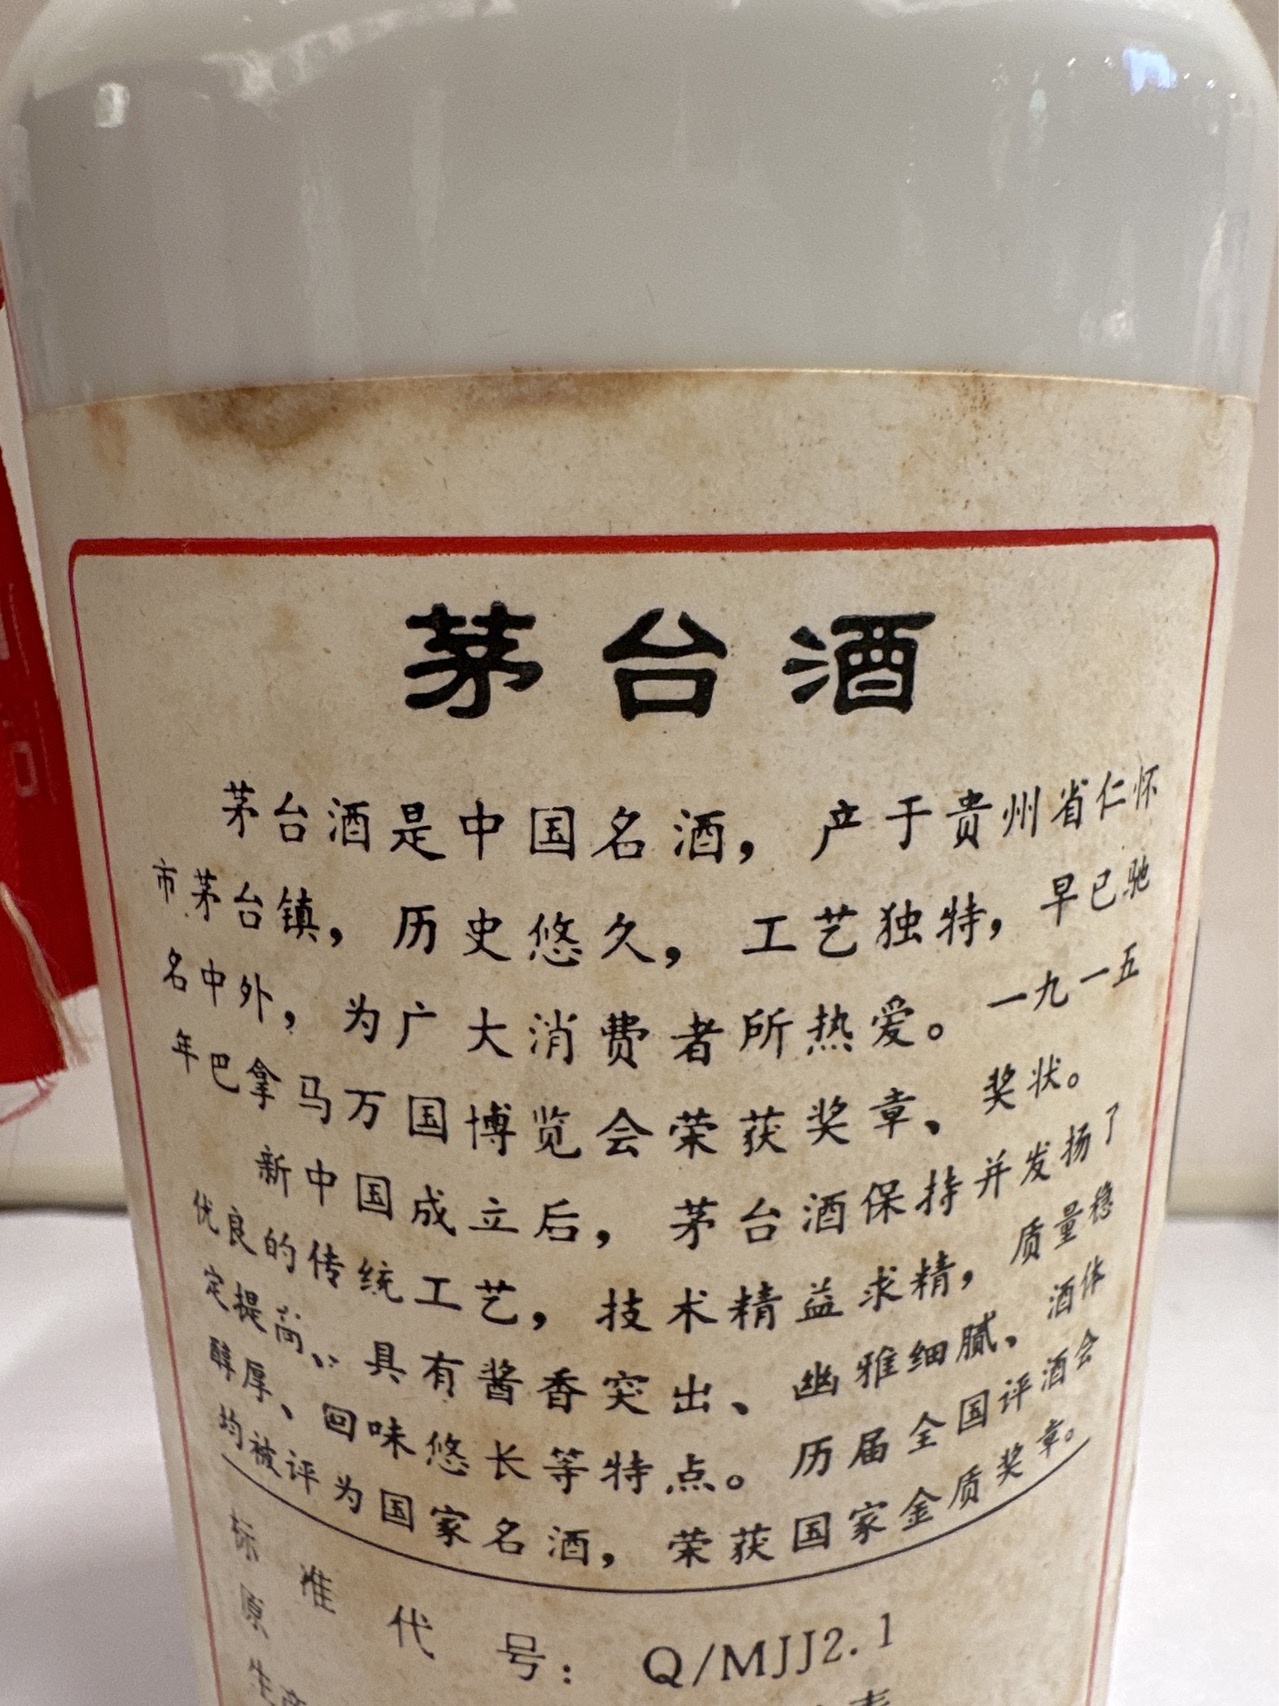 茅台酒
茅台酒是中国名酒，产于贵州省仁怀
市茅台镇，历史悠久，工艺独特，早已驰
名中外，为广大消费者所热爱。一九一五
年巴拿马万国博览会荣获奖章、奖状。
新中国成立后，茅台酒保持并发扬了
优良的传统工艺，技术精益求精，质量稳
定提高，具有酱香突出、幽雅细腻、酒体
醇厚、回味悠长等特点。历届全国评酒会
均被评为国家名酒，荣获国家金质奖章。
标准代号：Q/MJJ2.1
原
生产